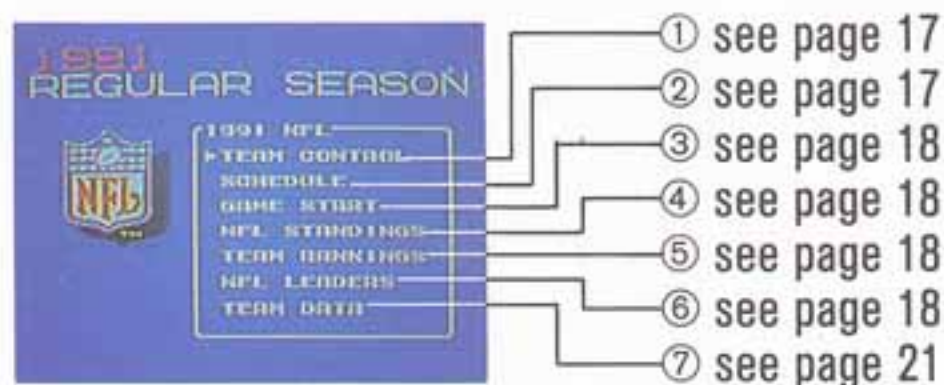 1991
REGULAR SEASON
1991 NFL
TEAM CONTROL
SCHEDULE
GAME START
NFL STANDINGS
TEAM RANKINGS
NFL LEADERS
TEAM DATA
NFL
TM
① see page 17
② see page 17
③ see page 18
④ see page 18
⑤ see page 18
⑥ see page 18
⑦ see page 21